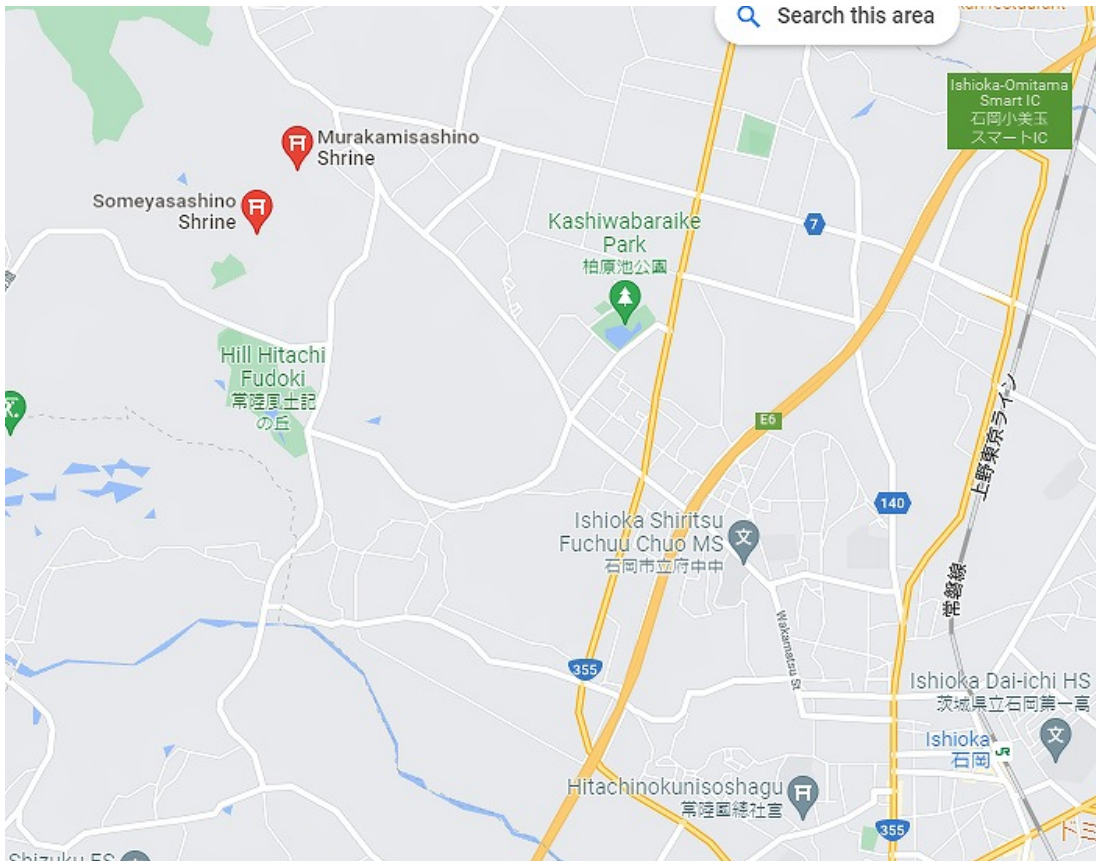 Search this area
Ishioka-Omitama
Smart IC
石岡小美玉
スマートIC
Murakamisashino
Shrine
Someyasashino
Shrine
Kashiwabaraike
Park
柏原池公園
7
Hill Hitachi
Fudoki
常陸風土記
の丘
E6
上野東京ライン
140
Ishioka Shiritsu
Fuchuu Chuo MS
石岡市立府中中
常磐線
Wakamatsu St
355
Ishioka Dai-ichi HS
茨城県立石岡第一高
Ishioka
石岡
JR
Hitachinokunisoshagu
常陸國總社宮
355
Shizuku ES